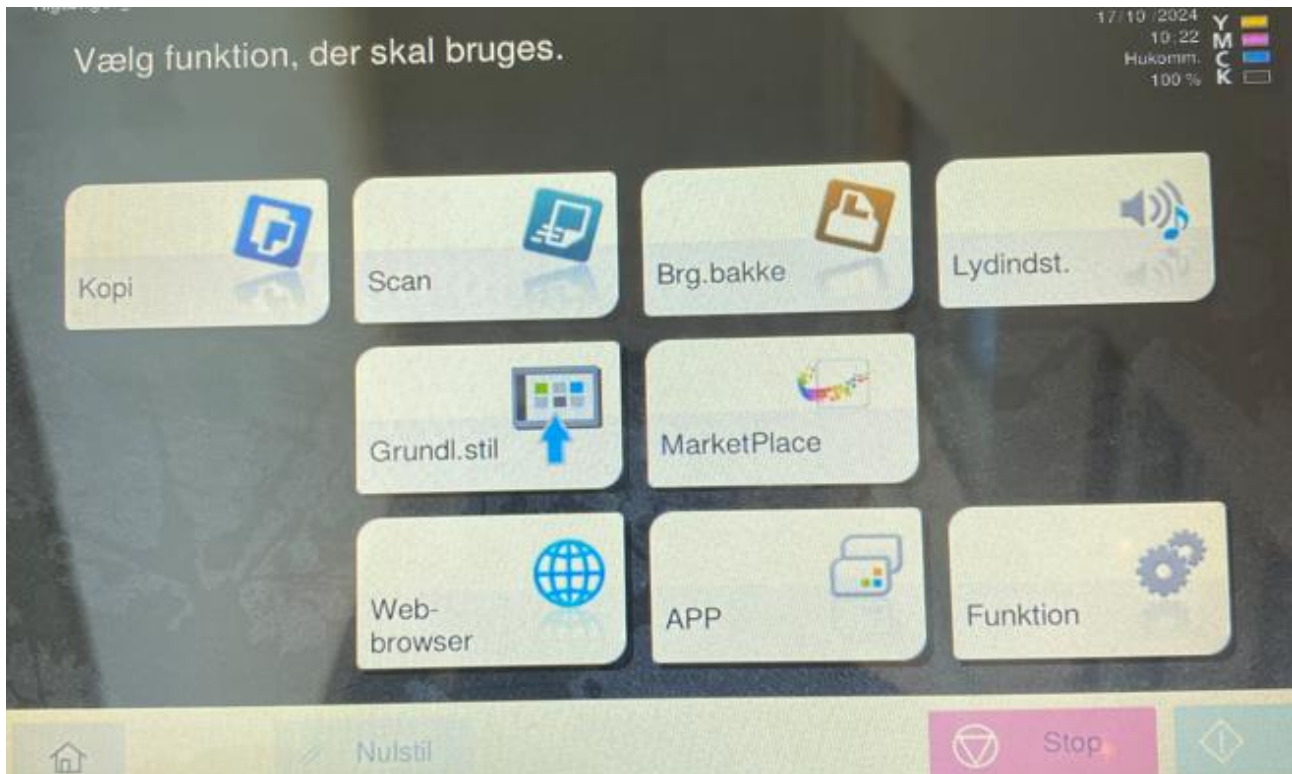 Vælg funktion, der skal bruges.
17/10 /2024
10:22
Hukomm.
100 %
Y
M
C
K
Kopi
Scan
Brg.bakke
Lydindst.
Grundl.stil
MarketPlace
Web-
browser
APP
Funktion
Nulstil
Stop